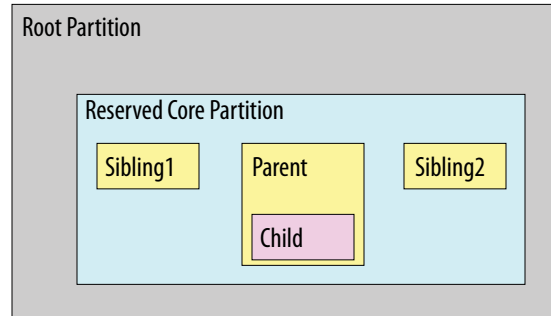 Root Partition
Reserved Core Partition
Sibling1
Parent
Sibling2
Child